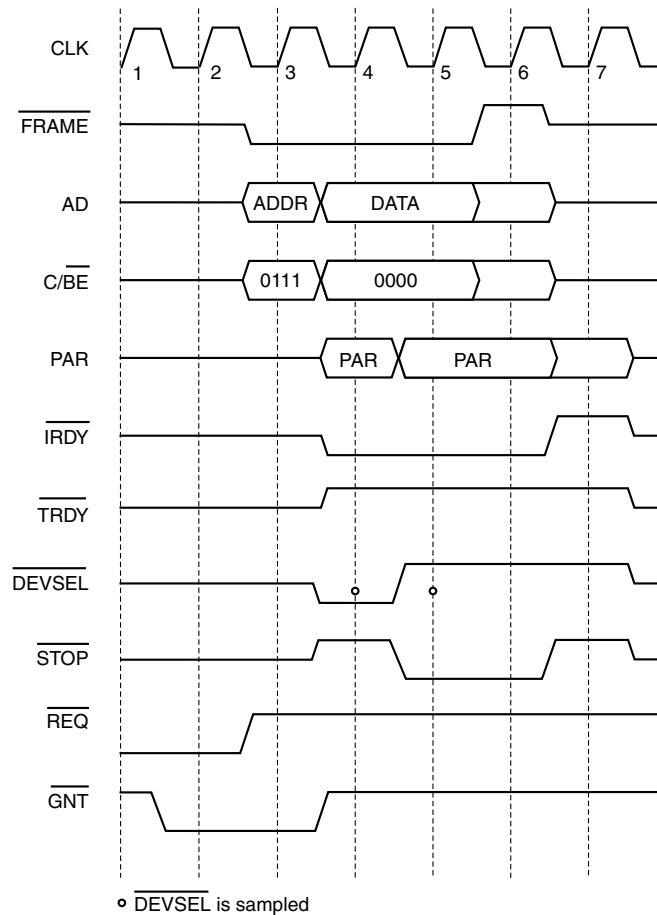 CLK
1 2 3 4 5 6 7
FRAME
AD ADDR DATA
C/BE 0111 0000
PAR PAR PAR
IRDY
TRDY
DEVSEL
STOP
REQ
GNT
DEVSEL is sampled